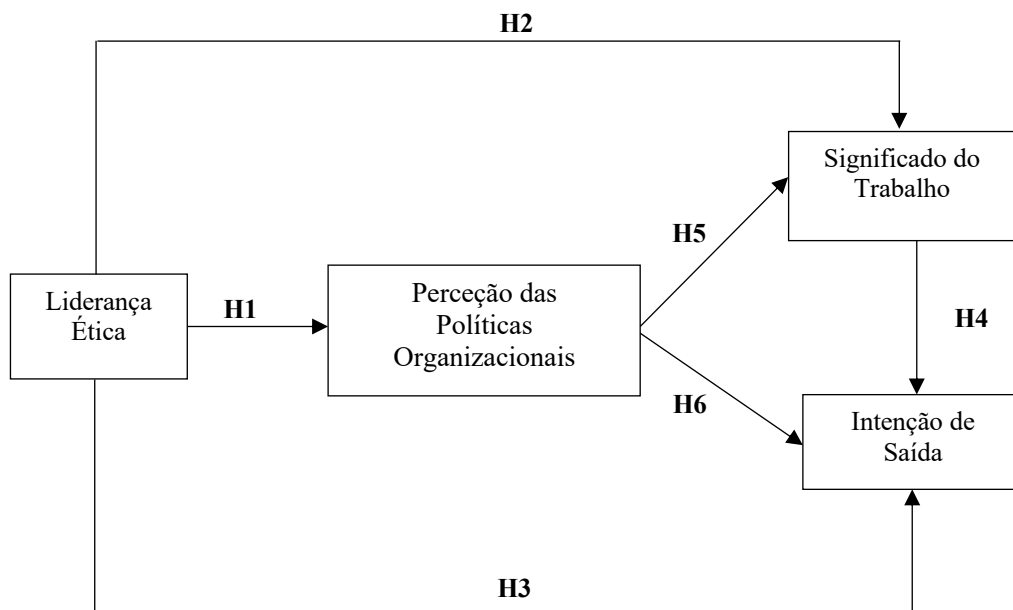 H2
Significado do
Trabalho
H5
Liderança
Ética
H1
Perceção das
Políticas
Organizacionais
H4
H6
Intenção de
Saída
H3